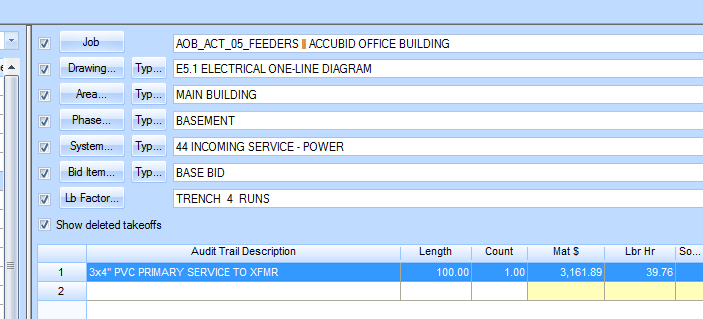 Job AOB_ACT_05_FEEDERS ACCUBID OFFICE BUILDING
Drawing... Typ... E5.1 ELECTRICAL ONE-LINE DIAGRAM
Area... Typ... MAIN BUILDING
Phase... Typ... BASEMENT
System... Typ... 44 INCOMING SERVICE - POWER
Bid Item... Typ... BASE BID
Lb Factor... TRENCH 4 RUNS
Show deleted takeoffs
Audit Trail Description Length Count Mat $ Lbr Hr So...
1 3x4" PVC PRIMARY SERVICE TO XFMR 100.00 1.00 3,161.89 39.76
2